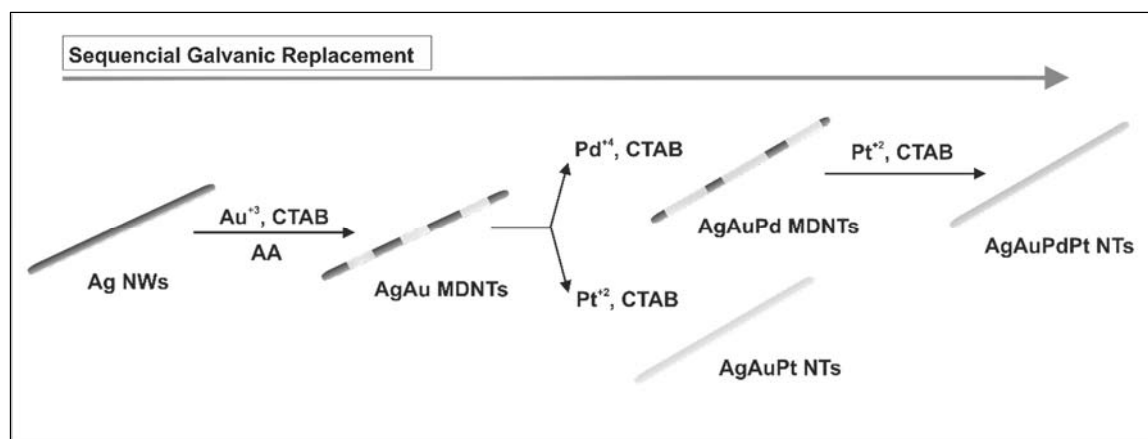 Sequencial Galvanic Replacement
Ag NWs
Au⁺³, CTAB
AA
AgAu MDNTs
Pd⁺⁴, CTAB
Pt⁺², CTAB
AgAuPd MDNTs
AgAuPt NTs
Pt⁺², CTAB
AgAuPdPt NTs